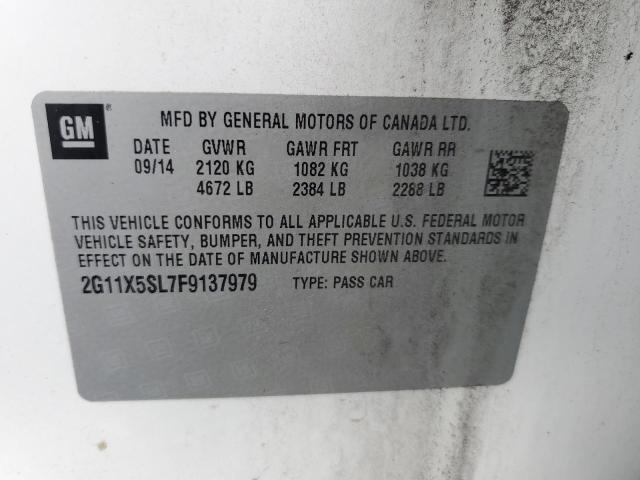 GM ®
MFD BY GENERAL MOTORS OF CANADA LTD.
DATE GVWR GAWR FRT GAWR RR
09/14 2120 KG 1082 KG 1038 KG
4672 LB 2384 LB 2288 LB
THIS VEHICLE CONFORMS TO ALL APPLICABLE U.S. FEDERAL MOTOR
VEHICLE SAFETY, BUMPER, AND THEFT PREVENTION STANDARDS IN
EFFECT ON THE DATE OF MANUFACTURE SHOWN ABOVE.
2G11X5SL7F9137979 TYPE: PASS CAR